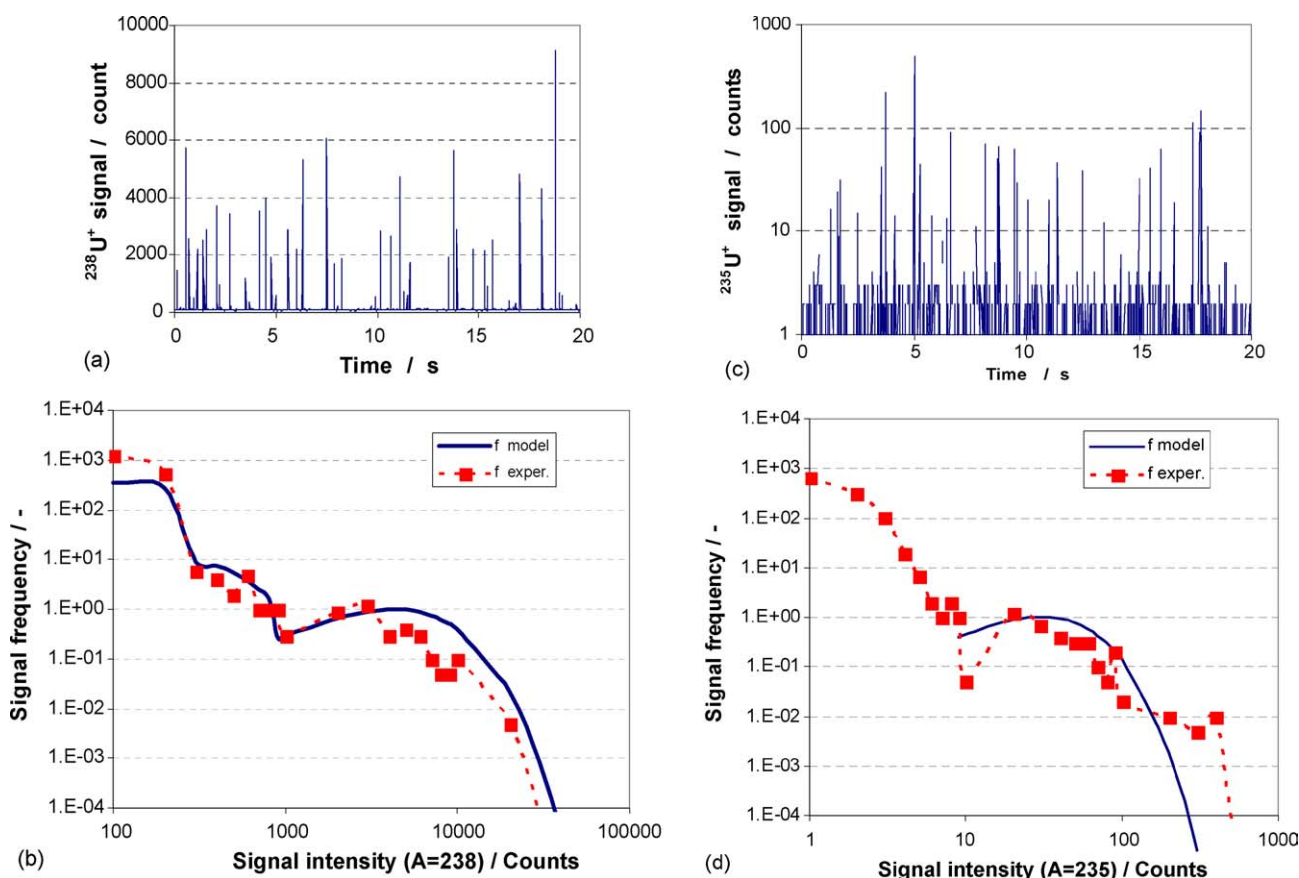 10000
8000
6000
4000
2000
0
²³⁸U⁺ signal / count
0 5 10 15 20
Time / s
(a)
1000
100
10
1
²³⁵U⁺ signal / counts
0 5 10 15 20
Time / s
(c)
1.E+04
1.E+03
1.E+02
1.E+01
1.E+00
1.E-01
1.E-02
1.E-03
1.E-04
Signal frequency / -
f model
f exper.
100 1000 10000 100000
(b)
Signal intensity (A=238) / Counts
1.E+04
1.E+03
1.E+02
1.E+01
1.E+00
1.E-01
1.E-02
1.E-03
1.E-04
Signal frequency / -
f model
f exper.
1 10 100 1000
(d)
Signal intensity (A=235) / Counts